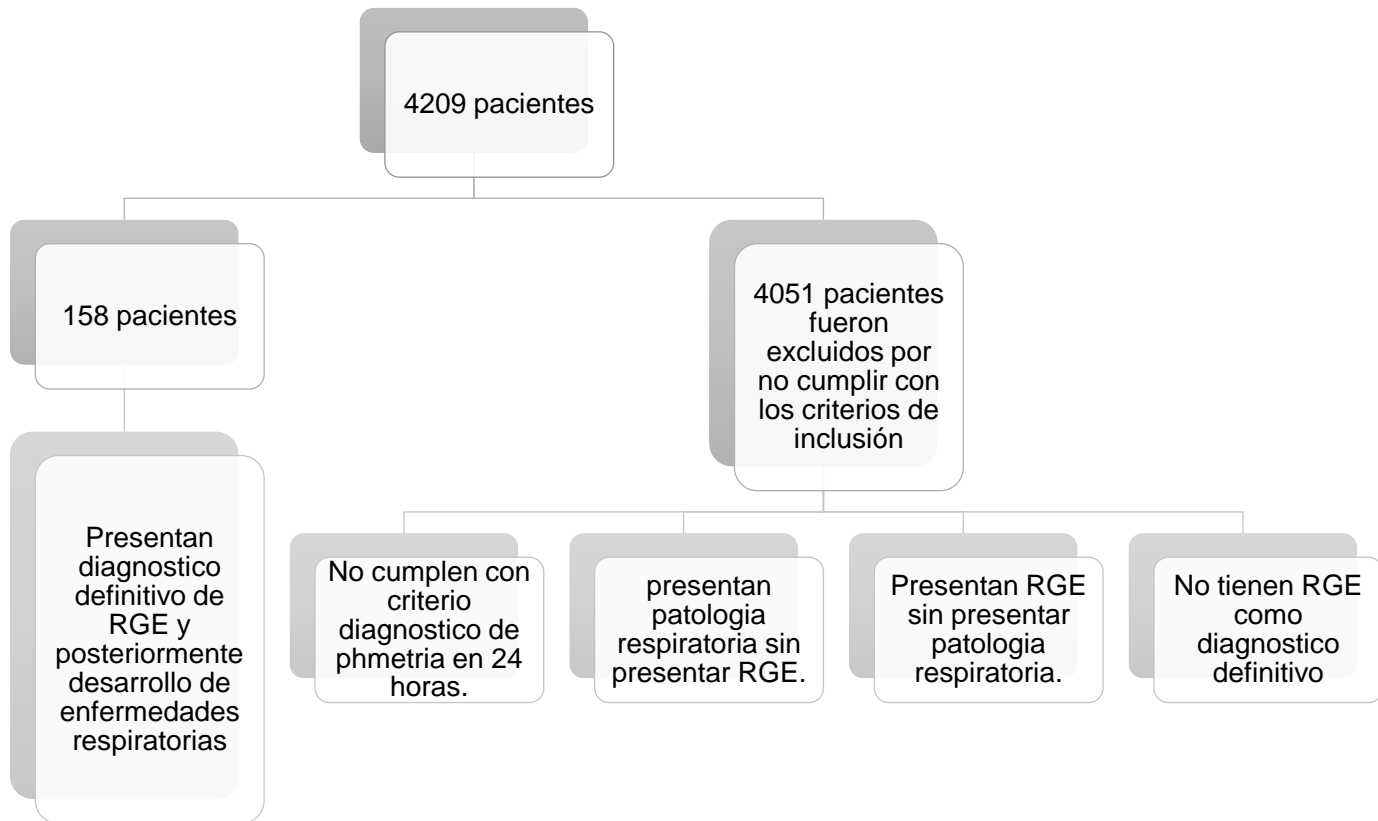 4209 pacientes
158 pacientes
4051 pacientes
fueron
excluidos por
no cumplir con
los criterios de
inclusión
Presentan
diagnostico
definitivo de
RGE y
posteriormente
desarrollo de
enfermedades
respiratorias
No cumplen con
criterio
diagnostico de
phmetria en 24
horas.
presentan
patologia
respiratoria sin
presentar RGE.
Presentan RGE
sin presentar
patologia
respiratoria.
No tienen RGE
como
diagnostico
definitivo